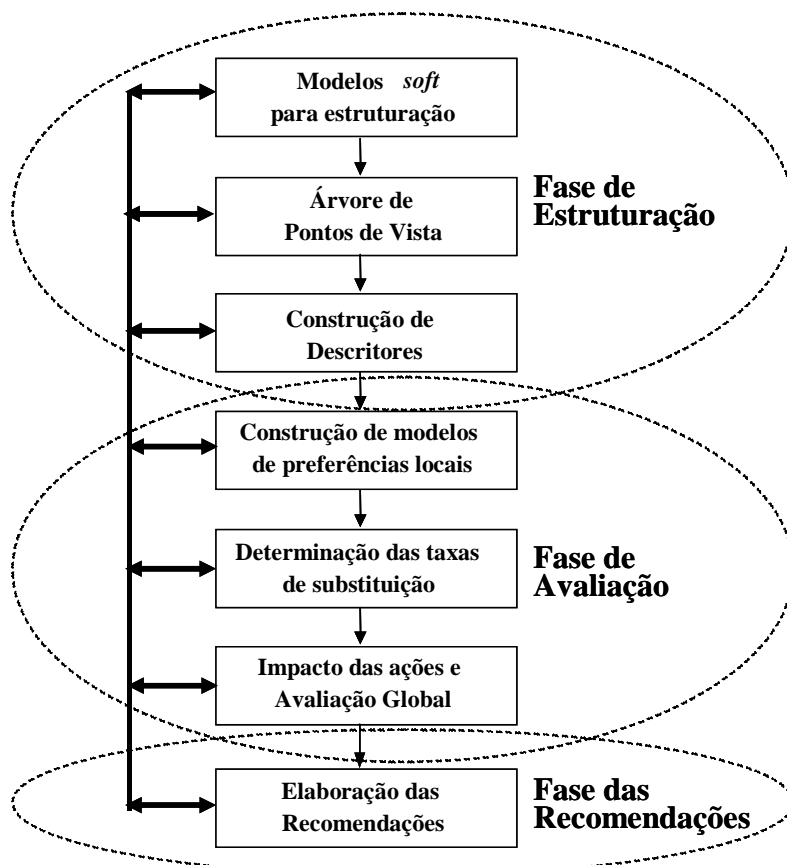 Modelos soft
para estruturação
Árvore de
Pontos de Vista
Fase de
Estruturação
Construção de
Descritores
Construção de modelos
de preferências locais
Determinação das taxas
de substituição
Fase de
Avaliação
Impacto das ações e
Avaliação Global
Elaboração das
Recomendações
Fase das
Recomendações